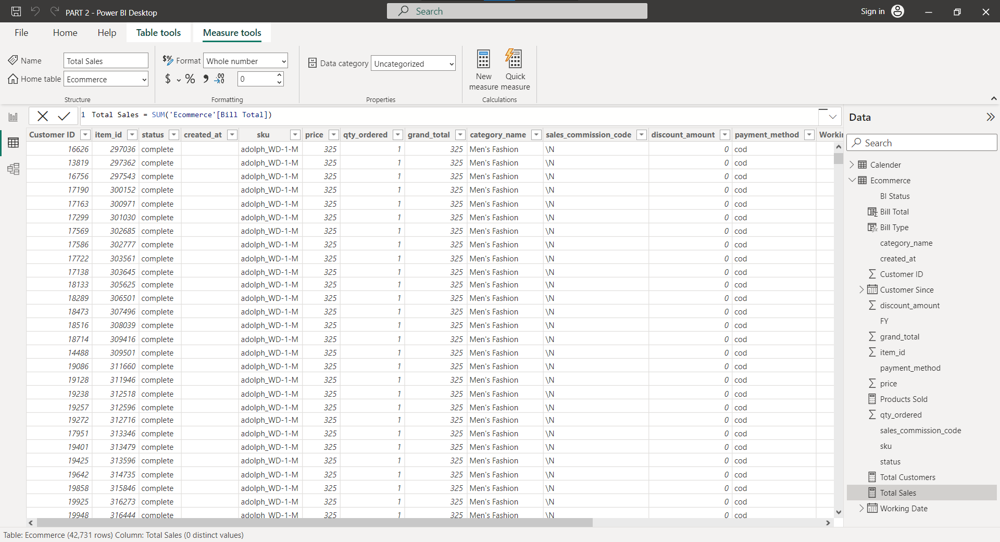 PART 2 - Power BI Desktop
Search
Sign in
File Home Help Table tools Measure tools
Name Total Sales
Home table Ecommerce
Structure
$% Format Whole number
$ % , .00 →.0 0
Formatting
Data category Uncategorized
Properties
New measure
Quick measure
Calculations
1 Total Sales = SUM('Ecommerce'[Bill Total])
Customer ID item_id status created_at sku price qty_ordered grand_total category_name sales_commission_code discount_amount payment_method Workin
16626 297036 complete adolph_WD-1-M 325 1 325 Men's Fashion \N 0 cod
13819 297362 complete adolph_WD-1-M 325 1 325 Men's Fashion \N 0 cod
16756 297543 complete adolph_WD-1-M 325 1 325 Men's Fashion \N 0 cod
17190 300152 complete adolph_WD-1-M 325 1 325 Men's Fashion \N 0 cod
17163 300971 complete adolph_WD-1-M 325 1 325 Men's Fashion \N 0 cod
17299 301030 complete adolph_WD-1-M 325 1 325 Men's Fashion \N 0 cod
17569 302685 complete adolph_WD-1-M 325 1 325 Men's Fashion \N 0 cod
17586 302777 complete adolph_WD-1-M 325 1 325 Men's Fashion \N 0 cod
17722 303561 complete adolph_WD-1-M 325 1 325 Men's Fashion \N 0 cod
17138 303645 complete adolph_WD-1-M 325 1 325 Men's Fashion \N 0 cod
18133 305625 complete adolph_WD-1-M 325 1 325 Men's Fashion \N 0 cod
18289 306501 complete adolph_WD-1-M 325 1 325 Men's Fashion \N 0 cod
18473 307496 complete adolph_WD-1-M 325 1 325 Men's Fashion \N 0 cod
18516 308039 complete adolph_WD-1-M 325 1 325 Men's Fashion \N 0 cod
18714 309416 complete adolph_WD-1-M 325 1 325 Men's Fashion \N 0 cod
14488 309501 complete adolph_WD-1-M 325 1 325 Men's Fashion \N 0 cod
19086 311660 complete adolph_WD-1-M 325 1 325 Men's Fashion \N 0 cod
19128 311946 complete adolph_WD-1-M 325 1 325 Men's Fashion \N 0 cod
19238 312518 complete adolph_WD-1-M 325 1 325 Men's Fashion \N 0 cod
19257 312596 complete adolph_WD-1-M 325 1 325 Men's Fashion \N 0 cod
19272 312716 complete adolph_WD-1-M 325 1 325 Men's Fashion \N 0 cod
17951 313346 complete adolph_WD-1-M 325 1 325 Men's Fashion \N 0 cod
19401 313479 complete adolph_WD-1-M 325 1 325 Men's Fashion \N 0 cod
19425 313596 complete adolph_WD-1-M 325 1 325 Men's Fashion \N 0 cod
19642 314735 complete adolph_WD-1-M 325 1 325 Men's Fashion \N 0 cod
19858 315846 complete adolph_WD-1-M 325 1 325 Men's Fashion \N 0 cod
19925 316273 complete adolph_WD-1-M 325 1 325 Men's Fashion \N 0 cod
19948 316444 complete adolph_WD-1-M 325 1 325 Men's Fashion \N 0 cod
Data
Search
Calender
Ecommerce
BI Status
Bill Total
Bill Type
category_name
created_at
Customer ID
Customer Since
discount_amount
FY
grand_total
item_id
payment_method
price
Products Sold
qty_ordered
sales_commission_code
sku
status
Total Customers
Total Sales
Working Date
Table: Ecommerce (42,731 rows) Column: Total Sales (0 distinct values)